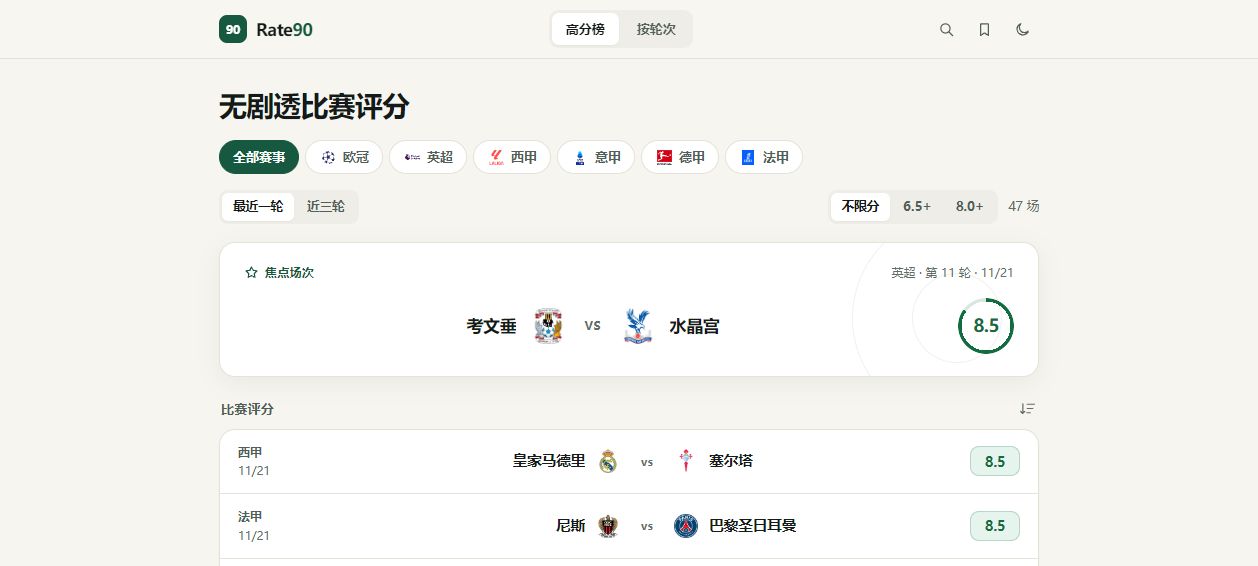 90 Rate90 高分榜 按轮次
无剧透比赛评分
全部赛事 欧冠 英超 西甲 意甲 德甲 法甲
最近一轮 近三轮 不限分 6.5+ 8.0+ 47 场
焦点场次 英超 · 第 11 轮 · 11/21
考文垂 VS 水晶宫 8.5
比赛评分
西甲
11/21
皇家马德里 vs 塞尔塔 8.5
法甲
11/21
尼斯 vs 巴黎圣日耳曼 8.5